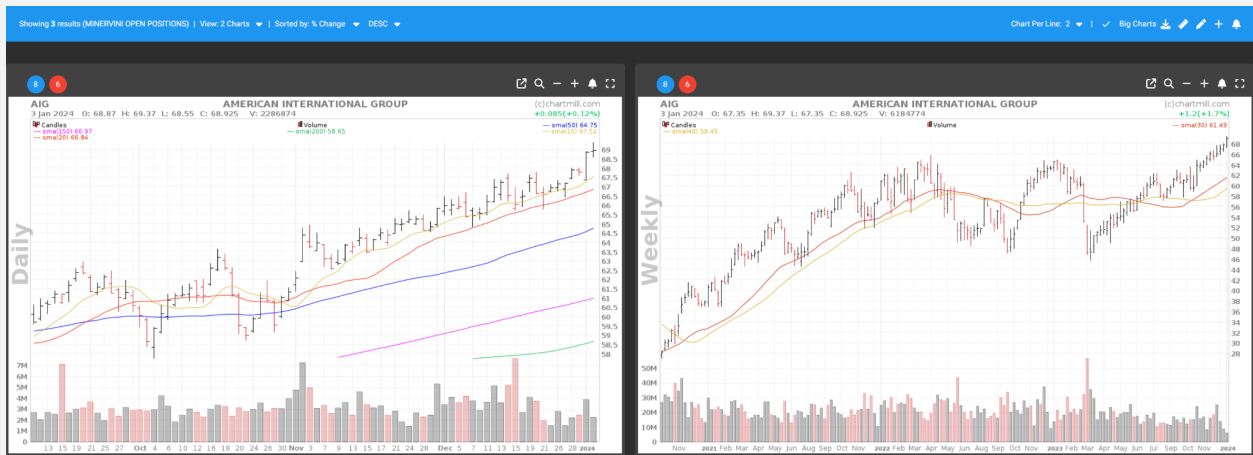 Showing 3 results (MINERVINI OPEN POSITIONS) | View: 2 Charts | Sorted by: % Change DESC
Chart Per Line: 2 | Big Charts
8 6
AIG AMERICAN INTERNATIONAL GROUP (c)chartmill.com
3 Jan 2024 O: 68.87 H: 69.37 L: 68.55 C: 68.925 V: 2286874 +0.085(+0.12%)
Candles Volume sma(50) 64.75
sma(150) 60.97 sma(200) 58.65 sma(10) 67.52
sma(20) 66.84
Daily
69
68.5
68
67.5
67
66.5
66
65.5
65
64.5
64
63.5
63
62.5
62
61.5
61
60.5
60
59.5
59
58.5
58
7M
6M
5M
4M
3M
2M
1M
0
13 15 19 21 25 27 Oct 4 6 10 12 16 18 20 24 26 30 Nov 3 7 9 13 15 17 21 24 28 Dec 5 7 11 13 15 19 21 26 28 2024
8 6
AIG AMERICAN INTERNATIONAL GROUP (c)chartmill.com
3 Jan 2024 O: 67.35 H: 69.37 L: 67.35 C: 68.925 V: 6184774 +1.2(+1.7%)
Candles Volume sma(30) 61.49
sma(40) 59.45
Weekly
68
66
64
62
60
58
56
54
52
50
48
46
44
42
40
38
36
34
32
30
28
50M
40M
30M
20M
10M
0
Nov 2021 Feb Mar Apr May Jun Aug Sep Oct Nov 2022 Feb Mar Apr May Jun Aug Sep Oct Nov 2023 Feb Mar Apr May Jun Jul Sep Oct Nov 2024